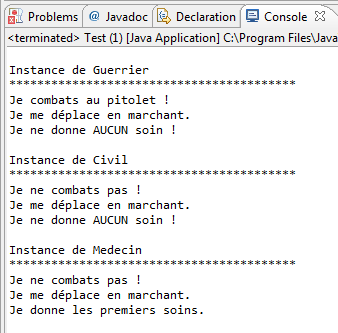 Problems @ Javadoc Declaration Console
<terminated> Test (1) [Java Application] C:\Program Files\Java
Instance de Guerrier
*****************************************
Je combats au pitolet !
Je me déplace en marchant.
Je ne donne AUCUN soin !
Instance de Civil
*****************************************
Je ne combats pas !
Je me déplace en marchant.
Je ne donne AUCUN soin !
Instance de Medecin
*****************************************
Je ne combats pas !
Je me déplace en marchant.
Je donne les premiers soins.